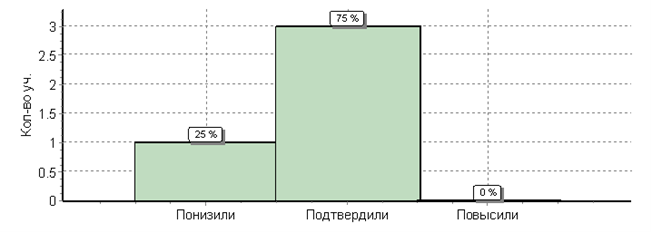 Кол-во уч.
3
2.5
2
1.5
1
0.5
0
25 %
75 %
0 %
Понизили
Подтвердили
Повысили